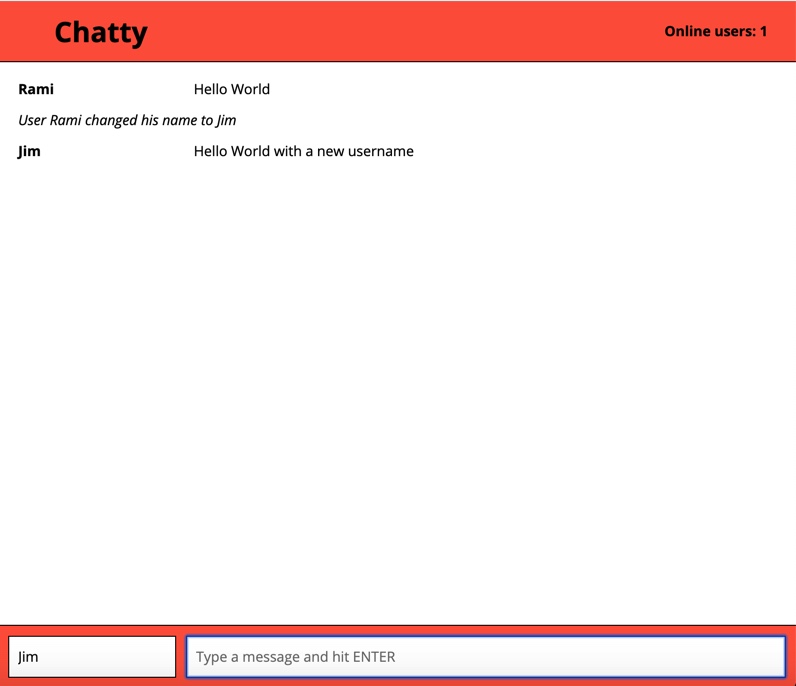 Chatty Online users: 1
Rami Hello World
User Rami changed his name to Jim
Jim Hello World with a new username
Jim Type a message and hit ENTER